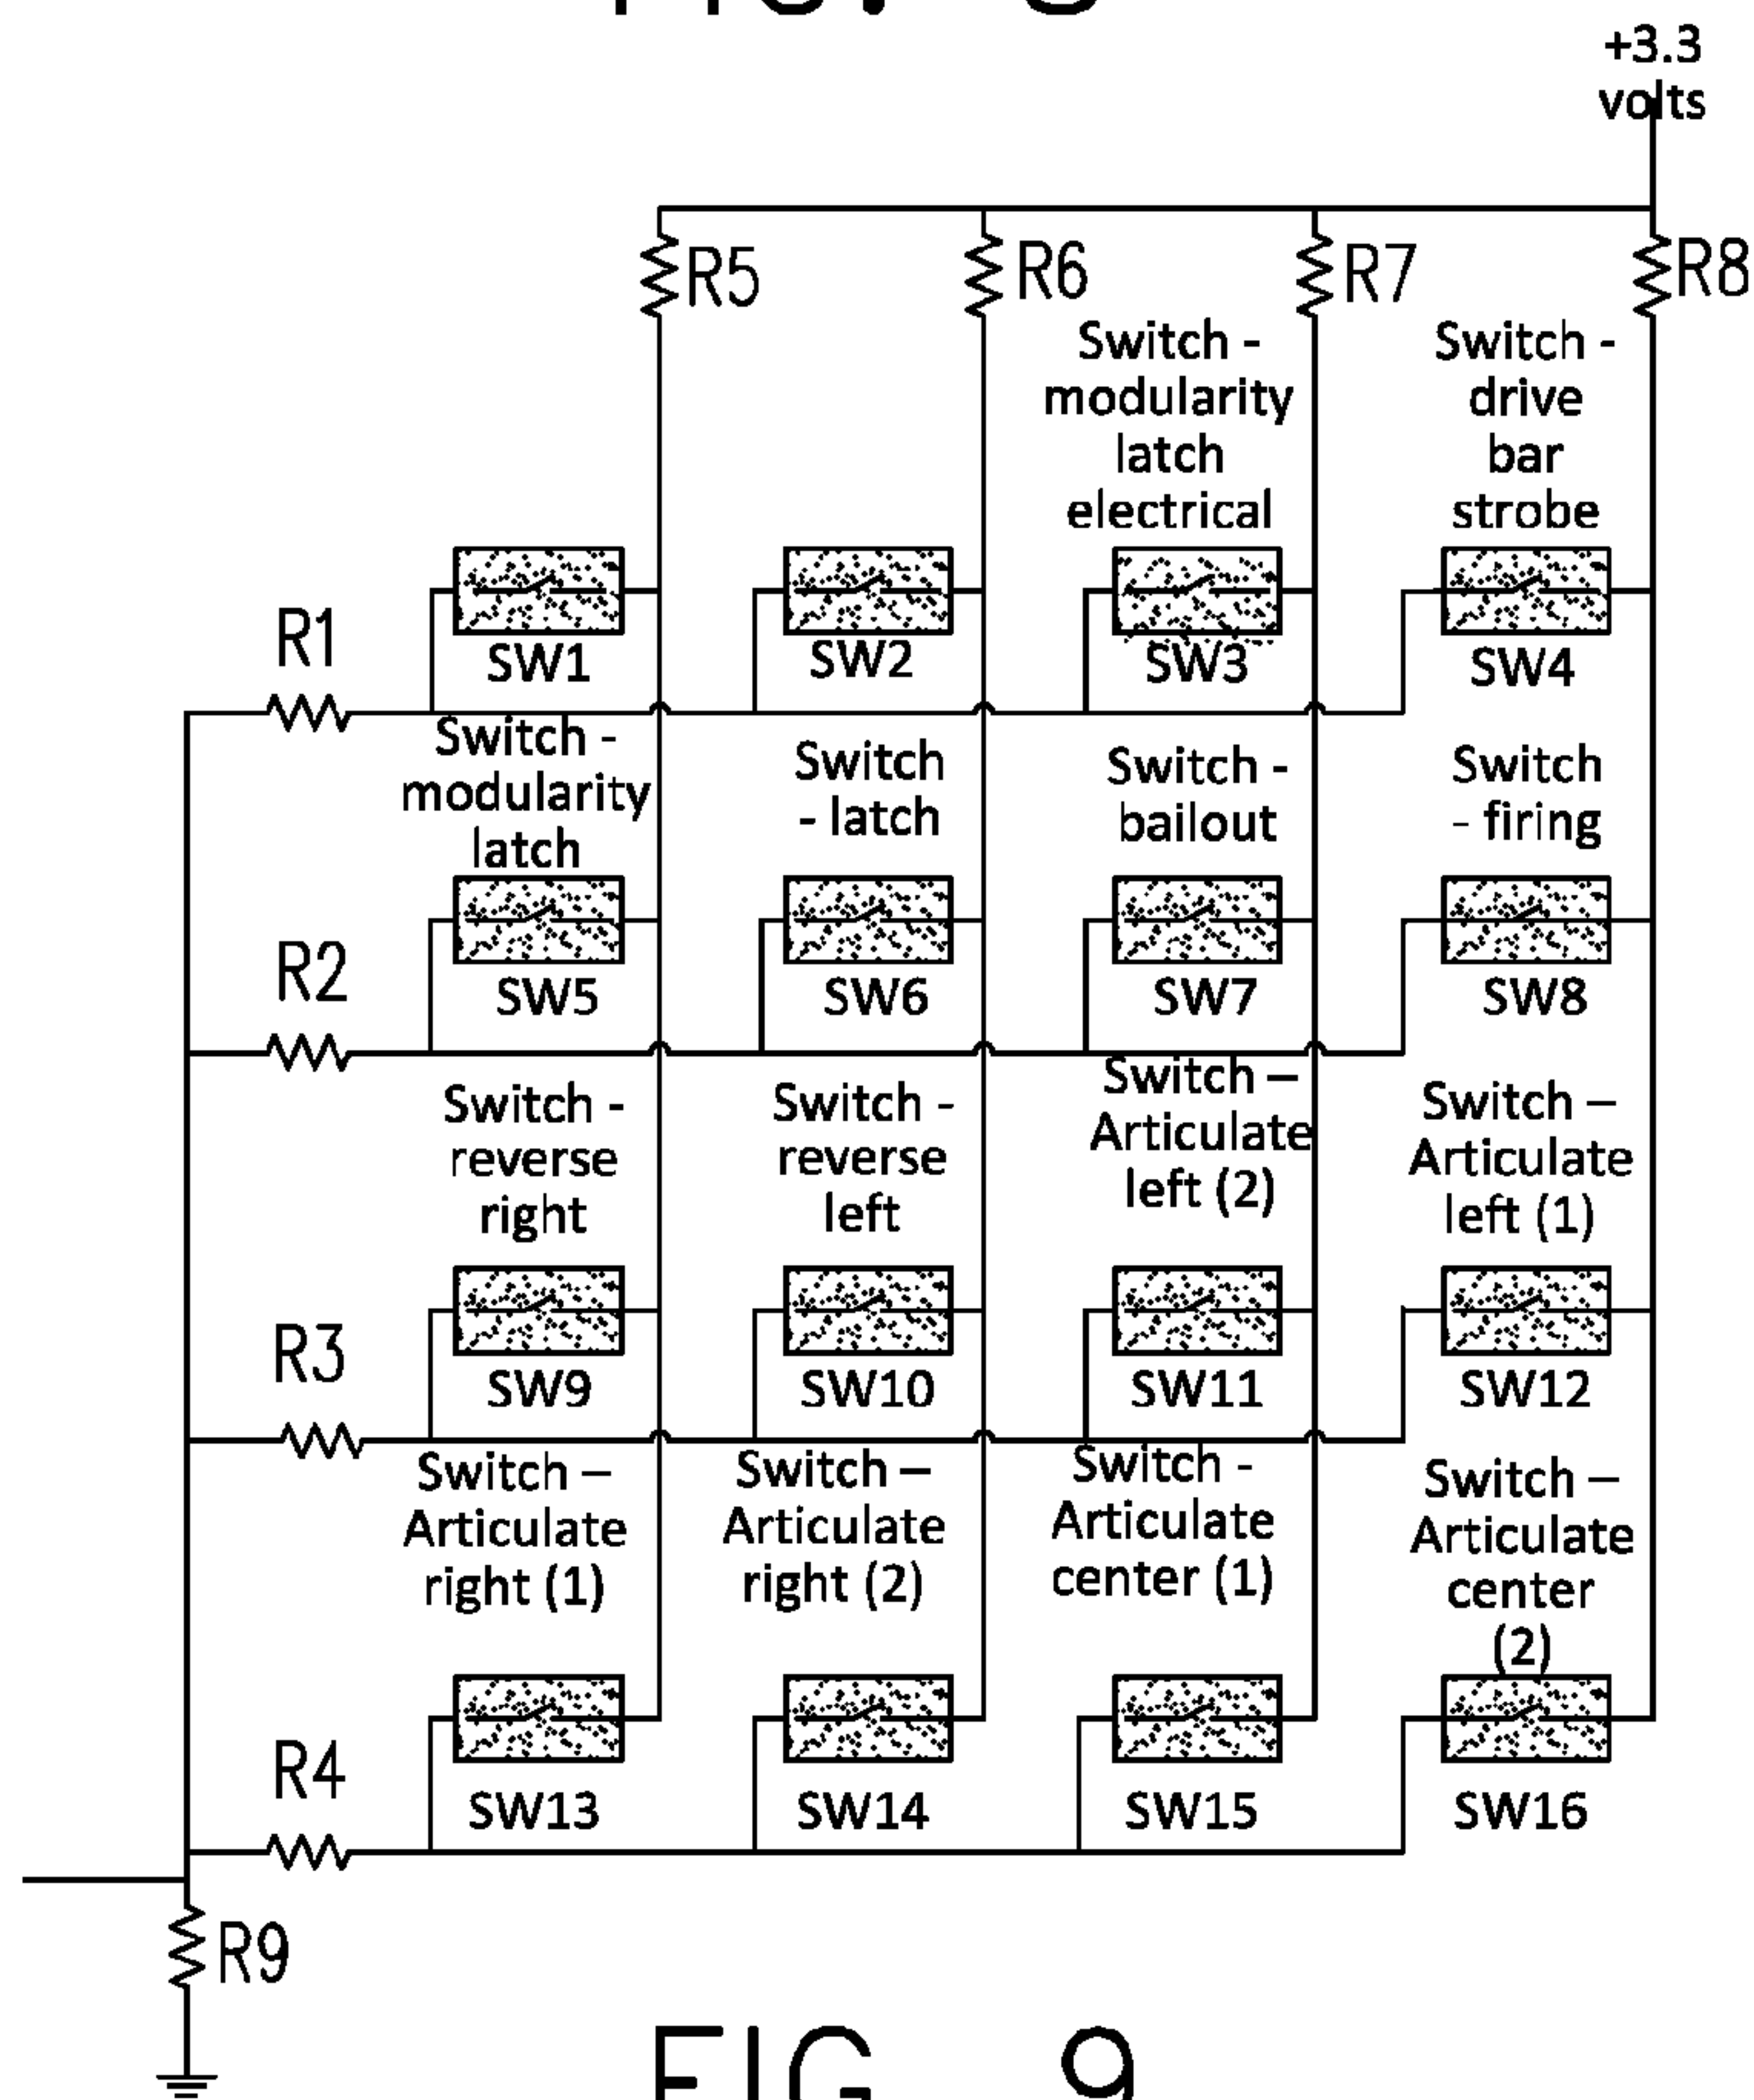 +3.3
volts
R5
R6
R7
R8
Switch -
modularity
latch
electrical
Switch -
drive
bar
strobe
SW1
SW2
SW3
SW4
R1
Switch -
modularity
latch
Switch
- latch
Switch -
bailout
Switch
- firing
SW5
SW6
SW7
SW8
R2
Switch -
reverse
right
Switch -
reverse
left
Switch –
Articulate
left (2)
Switch –
Articulate
left (1)
SW9
SW10
SW11
SW12
R3
Switch –
Articulate
right (1)
Switch –
Articulate
right (2)
Switch -
Articulate
center (1)
Switch –
Articulate
center
(2)
SW13
SW14
SW15
SW16
R4
R9
FIG. 9